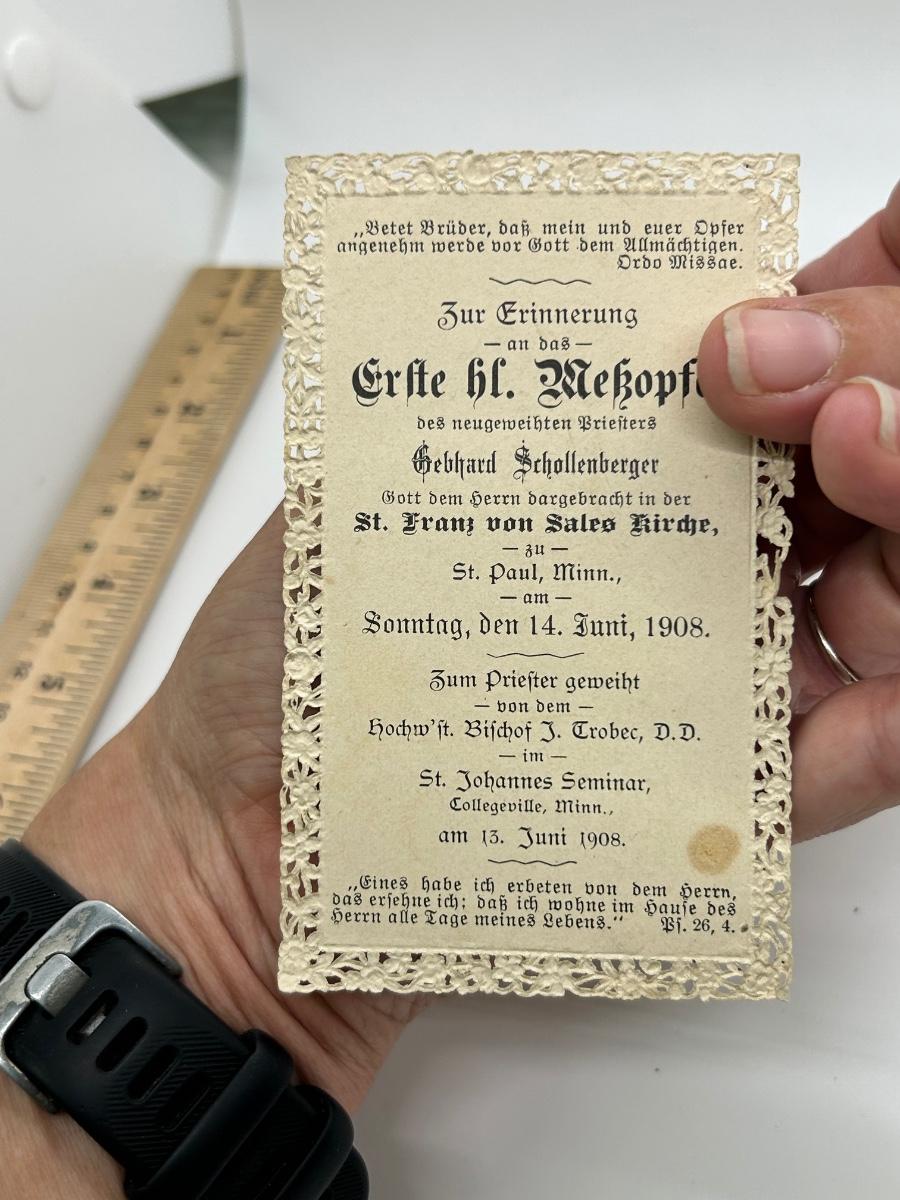 „Betet Brüder, daß mein und euer Opfer
angenehm werde vor Gott dem Allmächtigen.
Ordo Missae.
Zur Erinnerung
— an das —
Erste hl. Meßopf
des neugeweihten Priesters
Gebhard Schollenberger
Gott dem Herrn dargebracht in der
St. Franz von Sales Kirche,
— zu —
St. Paul, Minn.,
— am —
Sonntag, den 14. Juni, 1908.
Zum Priester geweiht
— von dem —
Hochw'st. Bischof J. Trobec, D.D.
— im —
St. Johannes Seminar,
Collegeville, Minn.,
am 13. Juni 1908.
„Eines habe ich erbeten von dem Herrn,
das ersehne ich: daß ich wohne im Hause des
Herrn alle Tage meines Lebens." Ps. 26, 4.